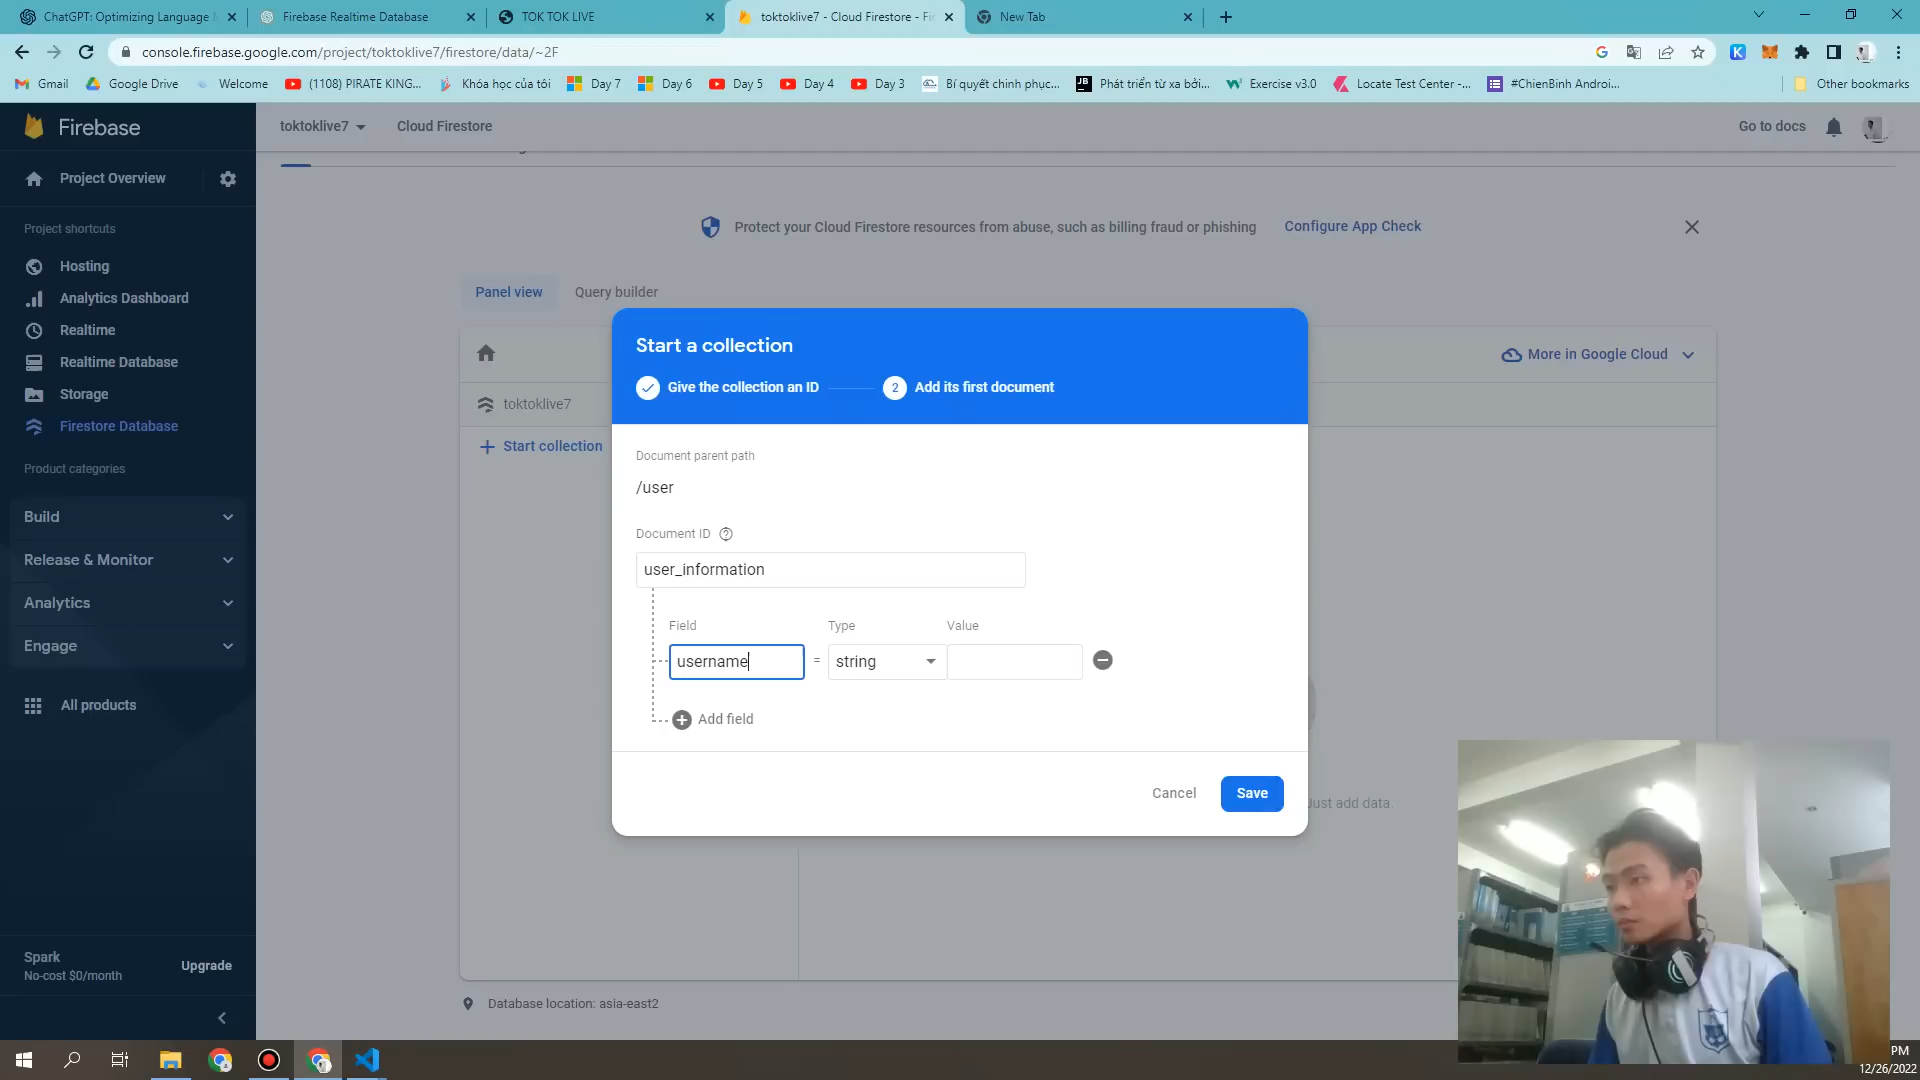 ChatGPT: Optimizing Language M
Firebase Realtime Database
TOK TOK LIVE
toktoklive7 - Cloud Firestore - Fi
New Tab
console.firebase.google.com/project/toktoklive7/firestore/data/~2F
Gmail
Google Drive
Welcome
(1108) PIRATE KING...
Khóa học của tôi
Day 7
Day 6
Day 5
Day 4
Day 3
Bí quyết chinh phục...
Phát triển từ xa bởi...
Exercise v3.0
Locate Test Center -...
#ChienBinh Androi...
Other bookmarks
Firebase
toktoklive7
Cloud Firestore
Go to docs
Project Overview
Project shortcuts
Hosting
Analytics Dashboard
Realtime
Realtime Database
Storage
Firestore Database
Product categories
Build
Release & Monitor
Analytics
Engage
All products
Spark
No-cost $0/month
Upgrade
Protect your Cloud Firestore resources from abuse, such as billing fraud or phishing
Configure App Check
Panel view
Query builder
More in Google Cloud
toktoklive7
Start collection
Start a collection
Give the collection an ID
2
Add its first document
Document parent path
/user
Document ID
user_information
Field
Type
Value
username
=
string
Add field
Cancel
Save
Just add data
Database location: asia-east2
PM
12/26/2022